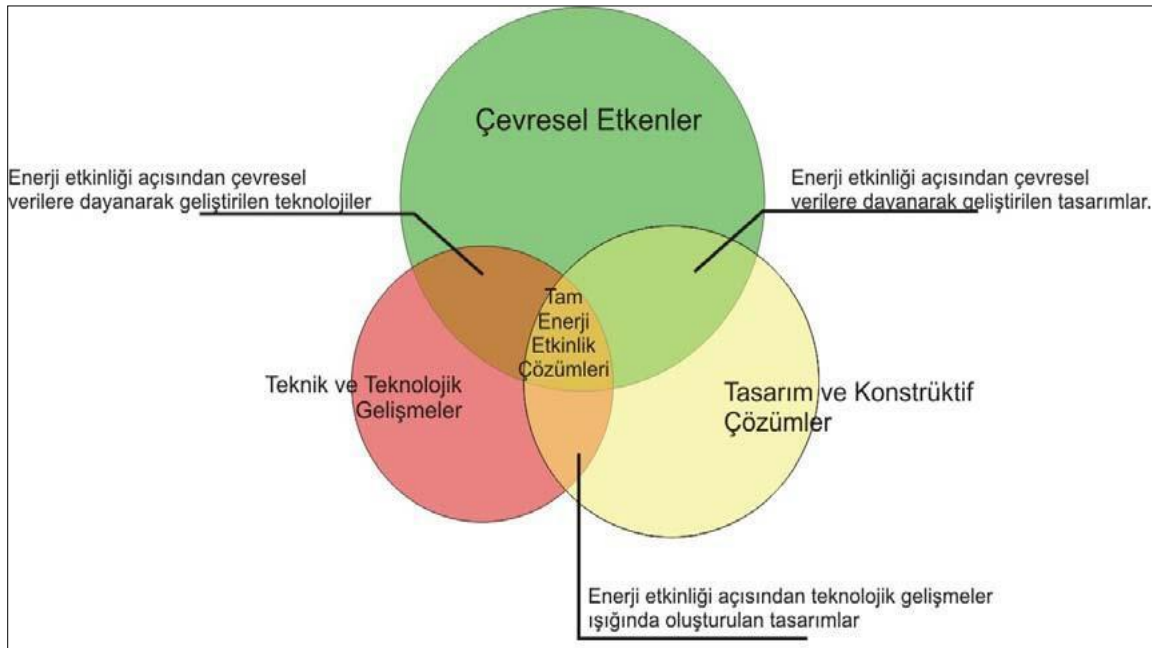 Çevresel Etkenler
Enerji etkinliği açısından çevresel
verilere dayanarak geliştirilen teknolojiler
Enerji etkinliği açısından çevresel
verilere dayanarak geliştirilen tasarımlar.
Tam
Enerji
Etkinlik
Çözümleri
Teknik ve Teknolojik
Gelişmeler
Tasarım ve Konstrüktif
Çözümler
Enerji etkinliği açısından teknolojik gelişmeler
ışığında oluşturulan tasarımlar